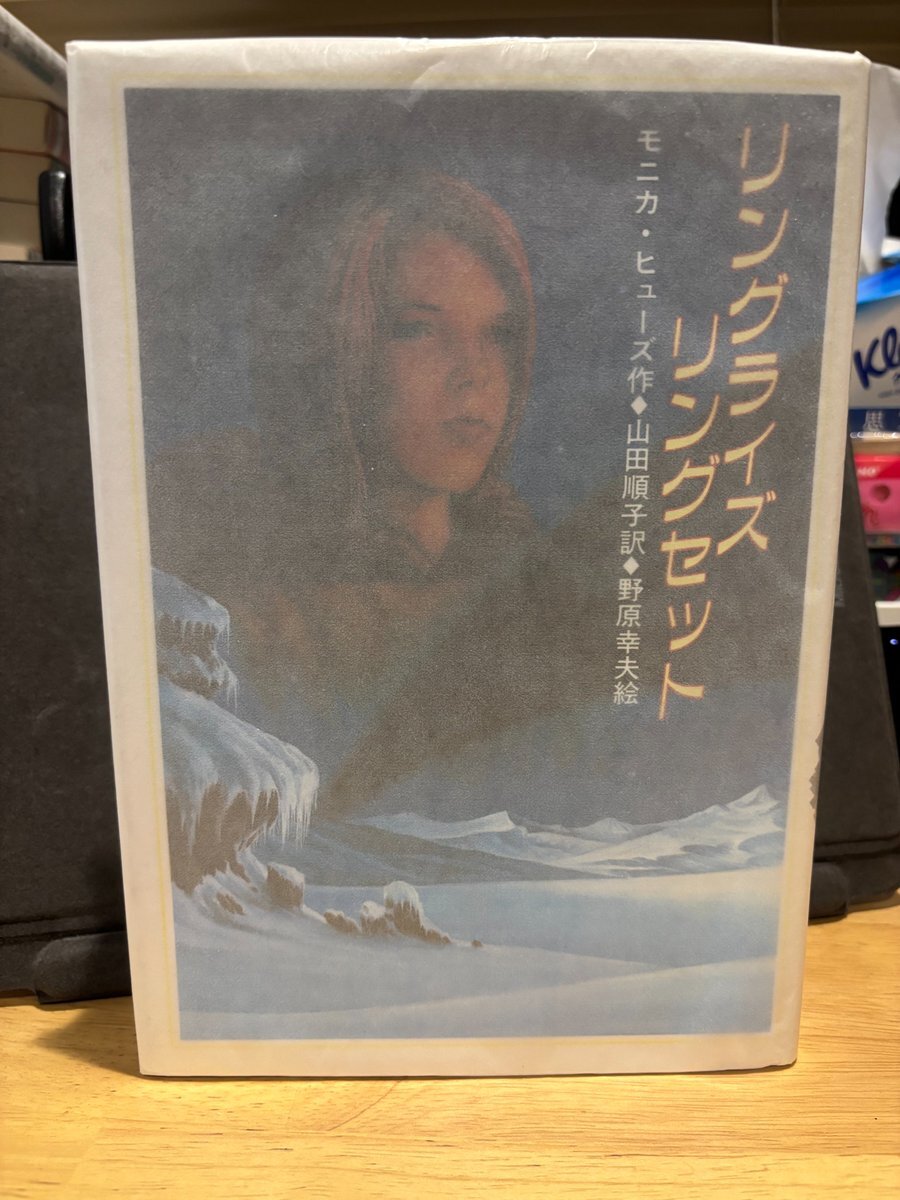 リングライズ
リングセット
モニカ・ヒューズ作◆山田順子訳◆野原幸夫絵
Kle